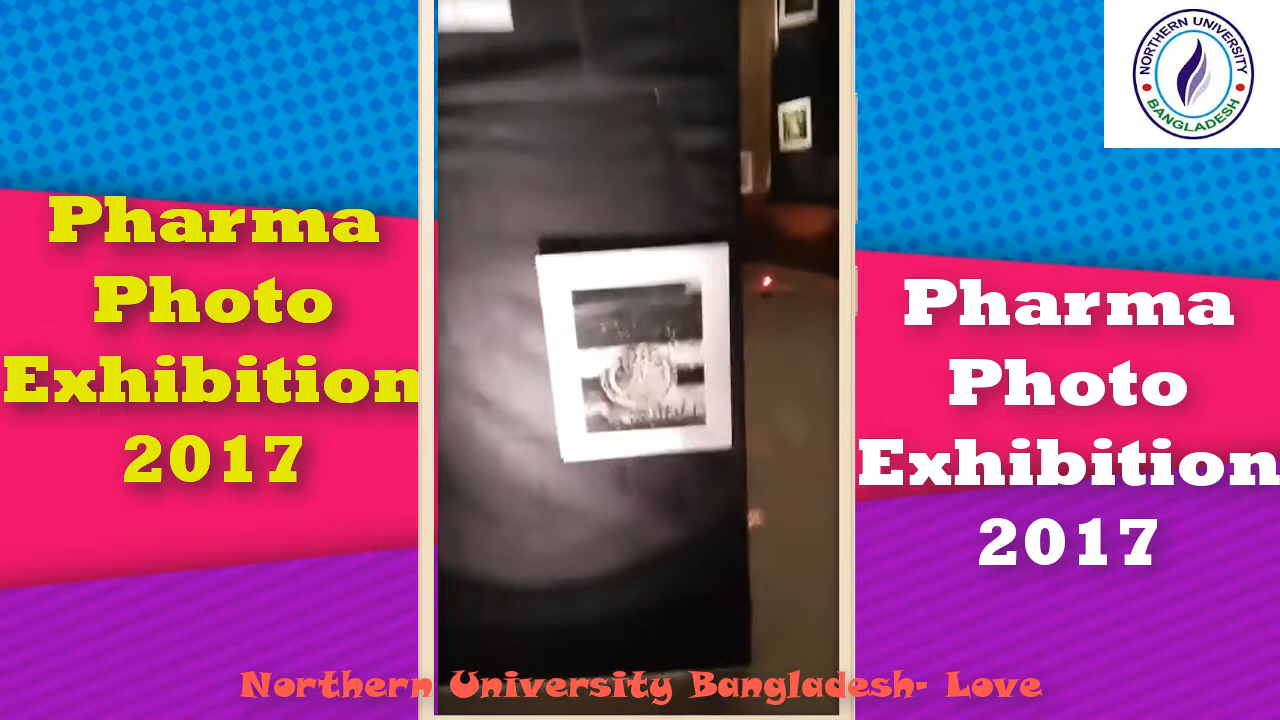 Pharma
Photo
Exhibition
2017
NORTHERN UNIVERSITY
BANGLADESH
Pharma
Photo
Exhibition
2017
Northern University Bangladesh- Love